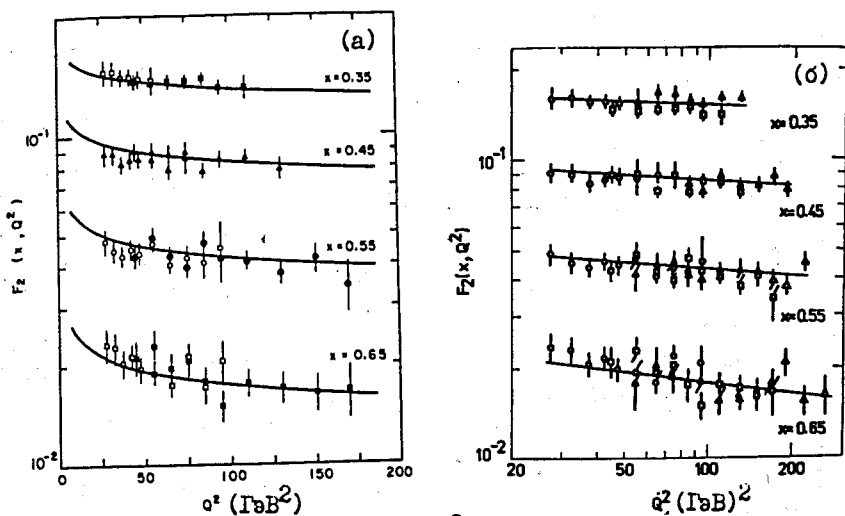 (a)
x=0.35
10⁻¹
x=0.45
F₂ (x, Q²)
x=0.55
x=0.65
10⁻²
0 50 100 150 200
Q² (ГэВ²)
(б)
x=0.35
10⁻¹
x=0.45
F₂(x, Q²)
x=0.55
x=0.65
10⁻²
20 50 100 200
Q² (ГэВ)²